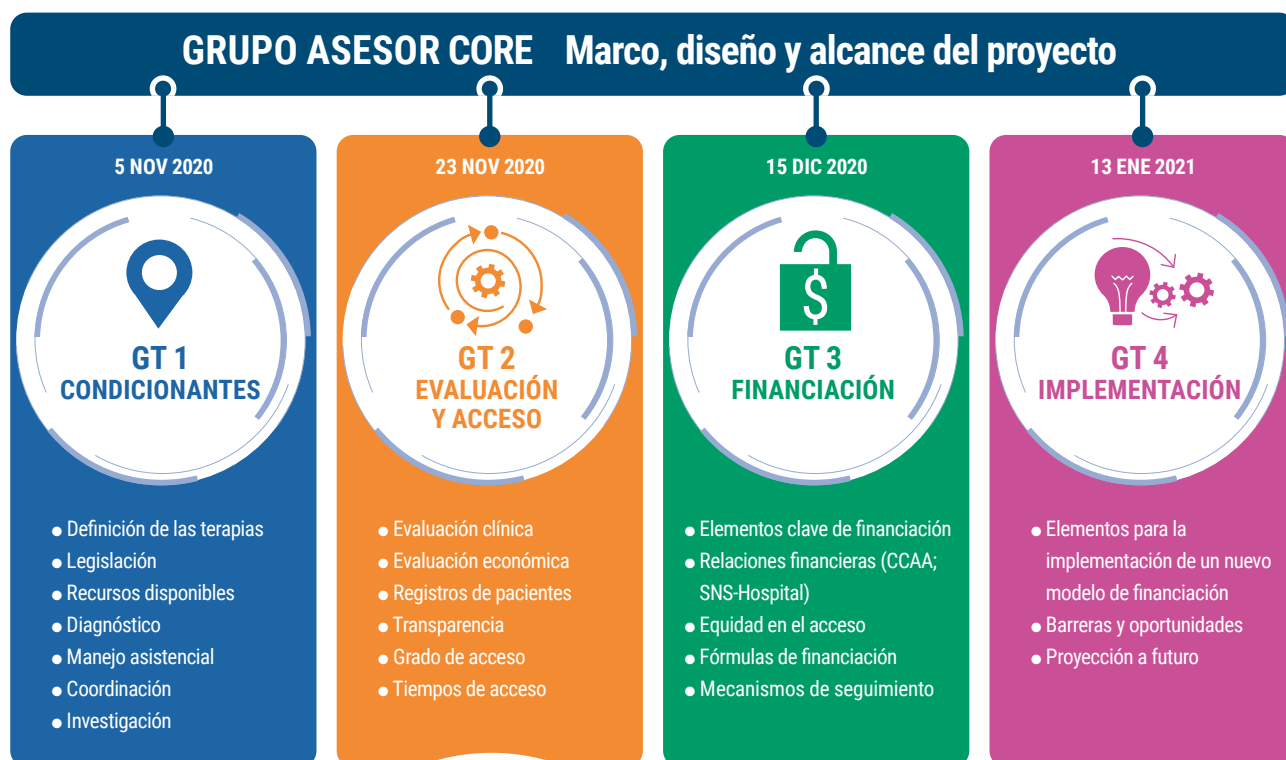 GRUPO ASESOR CORE Marco, diseño y alcance del proyecto
5 NOV 2020
GT 1
CONDICIONANTES
● Definición de las terapias
● Legislación
● Recursos disponibles
● Diagnóstico
● Manejo asistencial
● Coordinación
● Investigación
23 NOV 2020
GT 2
EVALUACIÓN
Y ACCESO
● Evaluación clínica
● Evaluación económica
● Registros de pacientes
● Transparencia
● Grado de acceso
● Tiempos de acceso
15 DIC 2020
$
GT 3
FINANCIACIÓN
● Elementos clave de financiación
● Relaciones financieras (CCAA;
SNS-Hospital)
● Equidad en el acceso
● Fórmulas de financiación
● Mecanismos de seguimiento
13 ENE 2021
GT 4
IMPLEMENTACIÓN
● Elementos para la
implementación de un nuevo
modelo de financiación
● Barreras y oportunidades
● Proyección a futuro